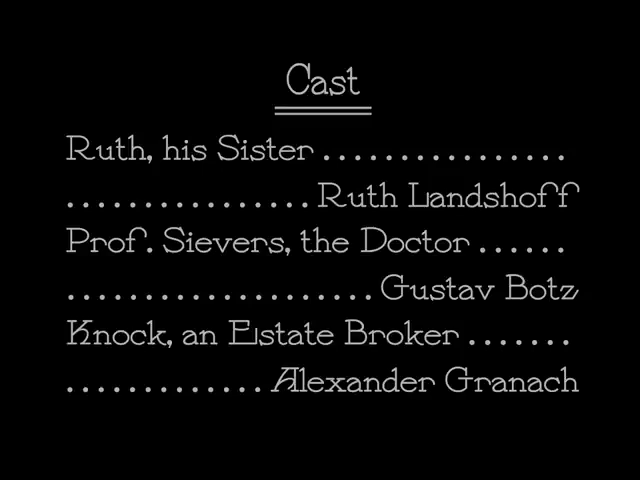 Cast
Ruth, his Sister . . . . . . . . . . . . . . . .
. . . . . . . . . . . . . . . . Ruth Landshoff
Prof. Sievers, the Doctor . . . . . .
. . . . . . . . . . . . . . . . . . . . Gustav Botz
Knock, an Estate Broker . . . . . . .
. . . . . . . . . . . . . Alexander Granach